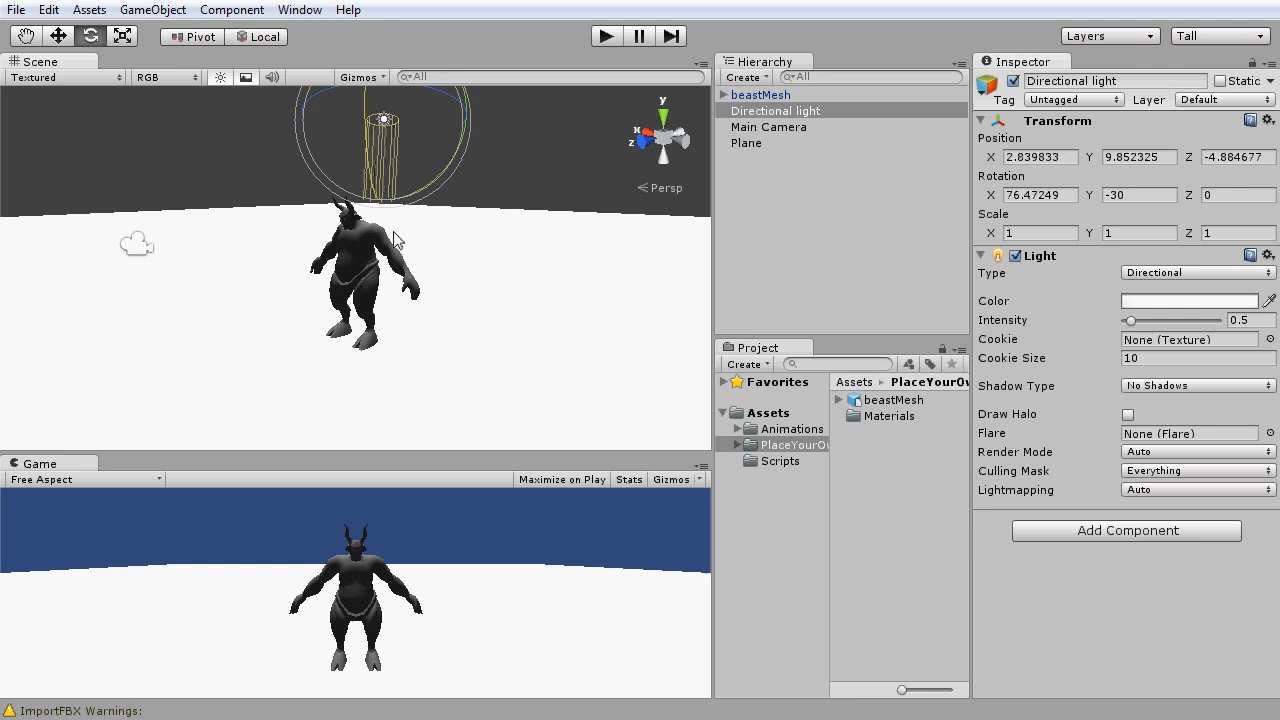 File Edit Assets GameObject Component Window Help
Pivot Local Layers Tall
Scene
Textured RGB Gizmos All
y
x
z
Persp
Game
Free Aspect Maximize on Play Stats Gizmos
Hierarchy
Create All
beastMesh
Directional light
Main Camera
Plane
Project
Create
Favorites
Assets
Animations
PlaceYourOw
Scripts
Assets PlaceYourOw
beastMesh
Materials
Inspector
Directional light Static
Tag Untagged Layer Default
Transform
Position
X 2.839833 Y 9.852325 Z -4.884677
Rotation
X 76.47249 Y -30 Z 0
Scale
X 1 Y 1 Z 1
Light
Type Directional
Color
Intensity 0.5
Cookie None (Texture)
Cookie Size 10
Shadow Type No Shadows
Draw Halo
Flare None (Flare)
Render Mode Auto
Culling Mask Everything
Lightmapping Auto
Add Component
ImportFBX Warnings: